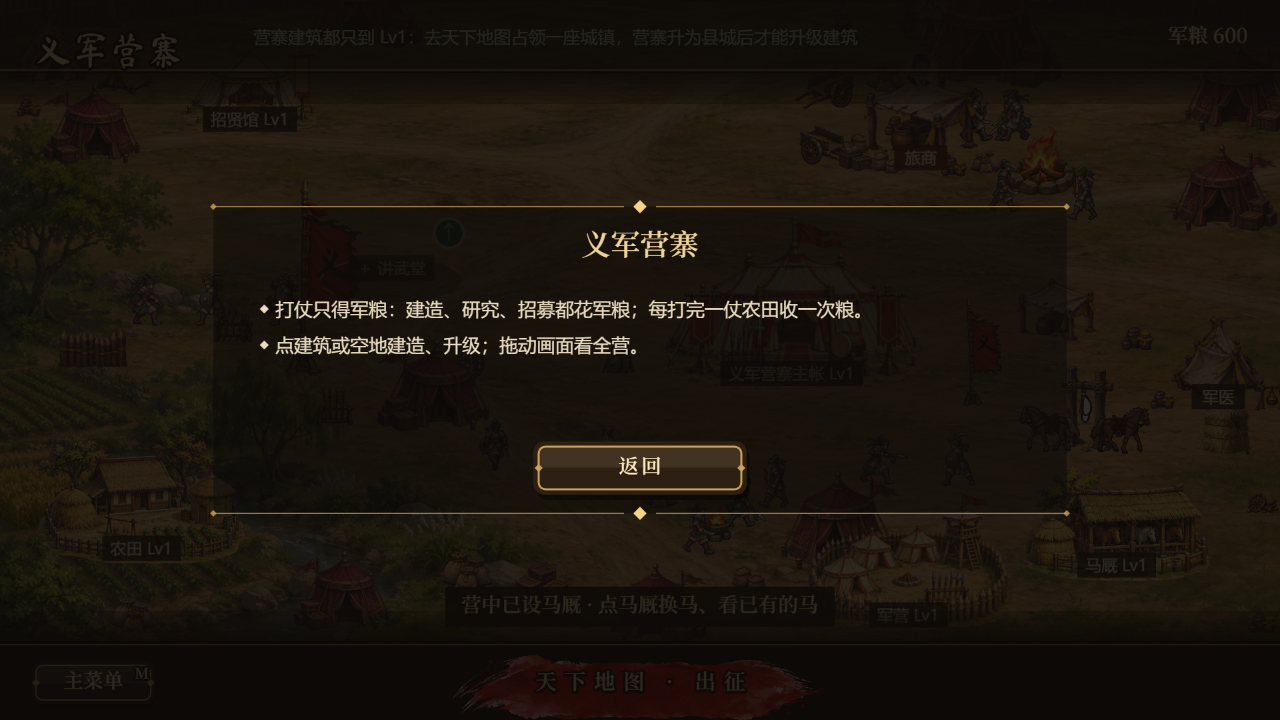 义军营寨
营寨建筑都只到 Lv1：去天下地图占领一座城镇，营寨升为县城后才能升级建筑
军粮 600
招贤馆 Lv1
旅商
+ 讲武堂
义军营寨
◆ 打仗只得军粮：建造、研究、招募都花军粮；每打完一仗农田收一次粮。
◆ 点建筑或空地建造、升级；拖动画面看全营。
义军营寨主帐 Lv1
军医
返回
农田 Lv1
马厩 Lv1
营中已设马厩 · 点马厩换马、看已有的马
军营 Lv1
主菜单 M
天下地图 · 出征